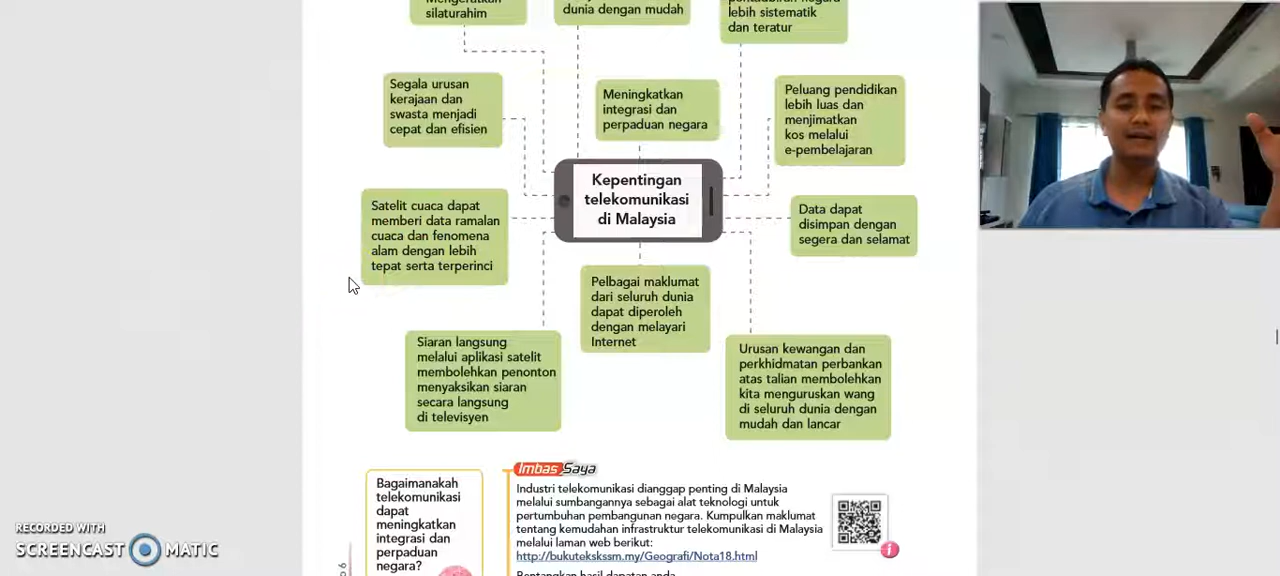 Mengeratkan
silaturahim
dunia dengan mudah
lebih sistematik
dan teratur
Segala urusan
kerajaan dan
swasta menjadi
cepat dan efisien
Meningkatkan
integrasi dan
perpaduan negara
Peluang pendidikan
lebih luas dan
menjimatkan
kos melalui
e-pembelajaran
Kepentingan
telekomunikasi
di Malaysia
Satelit cuaca dapat
memberi data ramalan
cuaca dan fenomena
alam dengan lebih
tepat serta terperinci
Data dapat
disimpan dengan
segera dan selamat
Pelbagai maklumat
dari seluruh dunia
dapat diperoleh
dengan melayari
Internet
Siaran langsung
melalui aplikasi satelit
membolehkan penonton
menyaksikan siaran
secara langsung
di televisyen
Urusan kewangan dan
perkhidmatan perbankan
atas talian membolehkan
kita menguruskan wang
di seluruh dunia dengan
mudah dan lancar
Bagaimanakah
telekomunikasi
dapat
meningkatkan
integrasi dan
perpaduan
negara?
Imbas Saya
Industri telekomunikasi dianggap penting di Malaysia
melalui sumbangannya sebagai alat teknologi untuk
pertumbuhan pembangunan negara. Kumpulkan maklumat
tentang kemudahan infrastruktur telekomunikasi di Malaysia
melalui laman web berikut:
http://bukutekskssm.my/Geografi/Nota18.html
Bentangkan hasil dapatan anda
RECORDED WITH
SCREENCAST MATIC